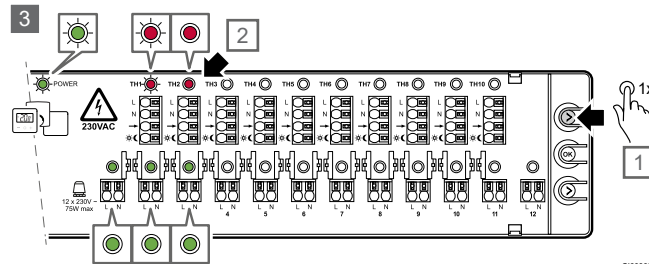 3
2
POWER TH1 TH2 TH3 TH4 TH5 TH6 TH7 TH8 TH9 TH10
1x
L L L L L L L L L L
N N N N N N N N N N
230VAC
OK
1
12 x 230V ~
75W max
L N L N L N L N L N L N L N L N L N L N L N L N
4 5 6 7 8 9 10 11 12